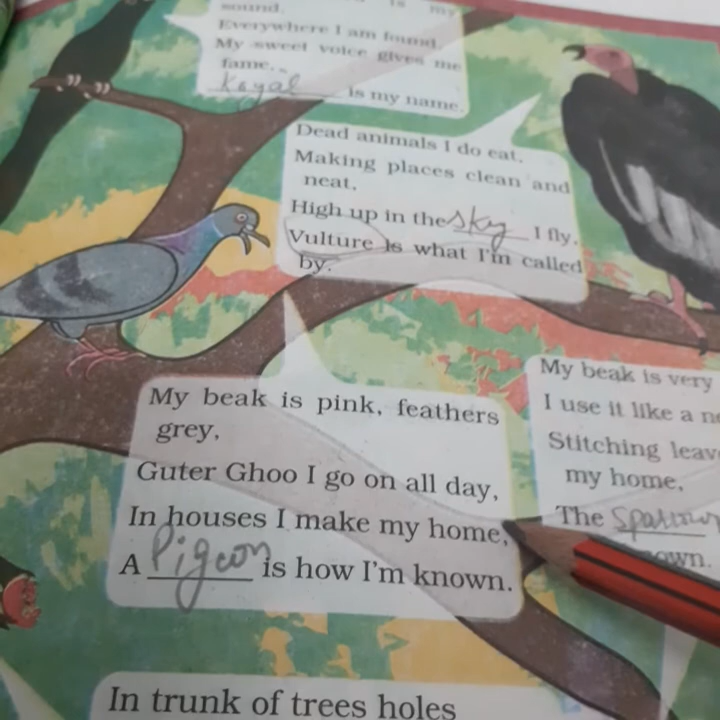 is my
sound.
Everywhere I am found.
My sweet voice gives me
fame.
Koyal is my name.
Dead animals I do eat.
Making places clean and
neat,
High up in the sky I fly.
Vulture is what I'm called
by.
My beak is pink, feathers
grey,
Guter Ghoo I go on all day,
In houses I make my home,
A Pigeon is how I'm known.
My beak is very
I use it like a
Stitching
my home,
The Sparrow
In trunk of trees holes